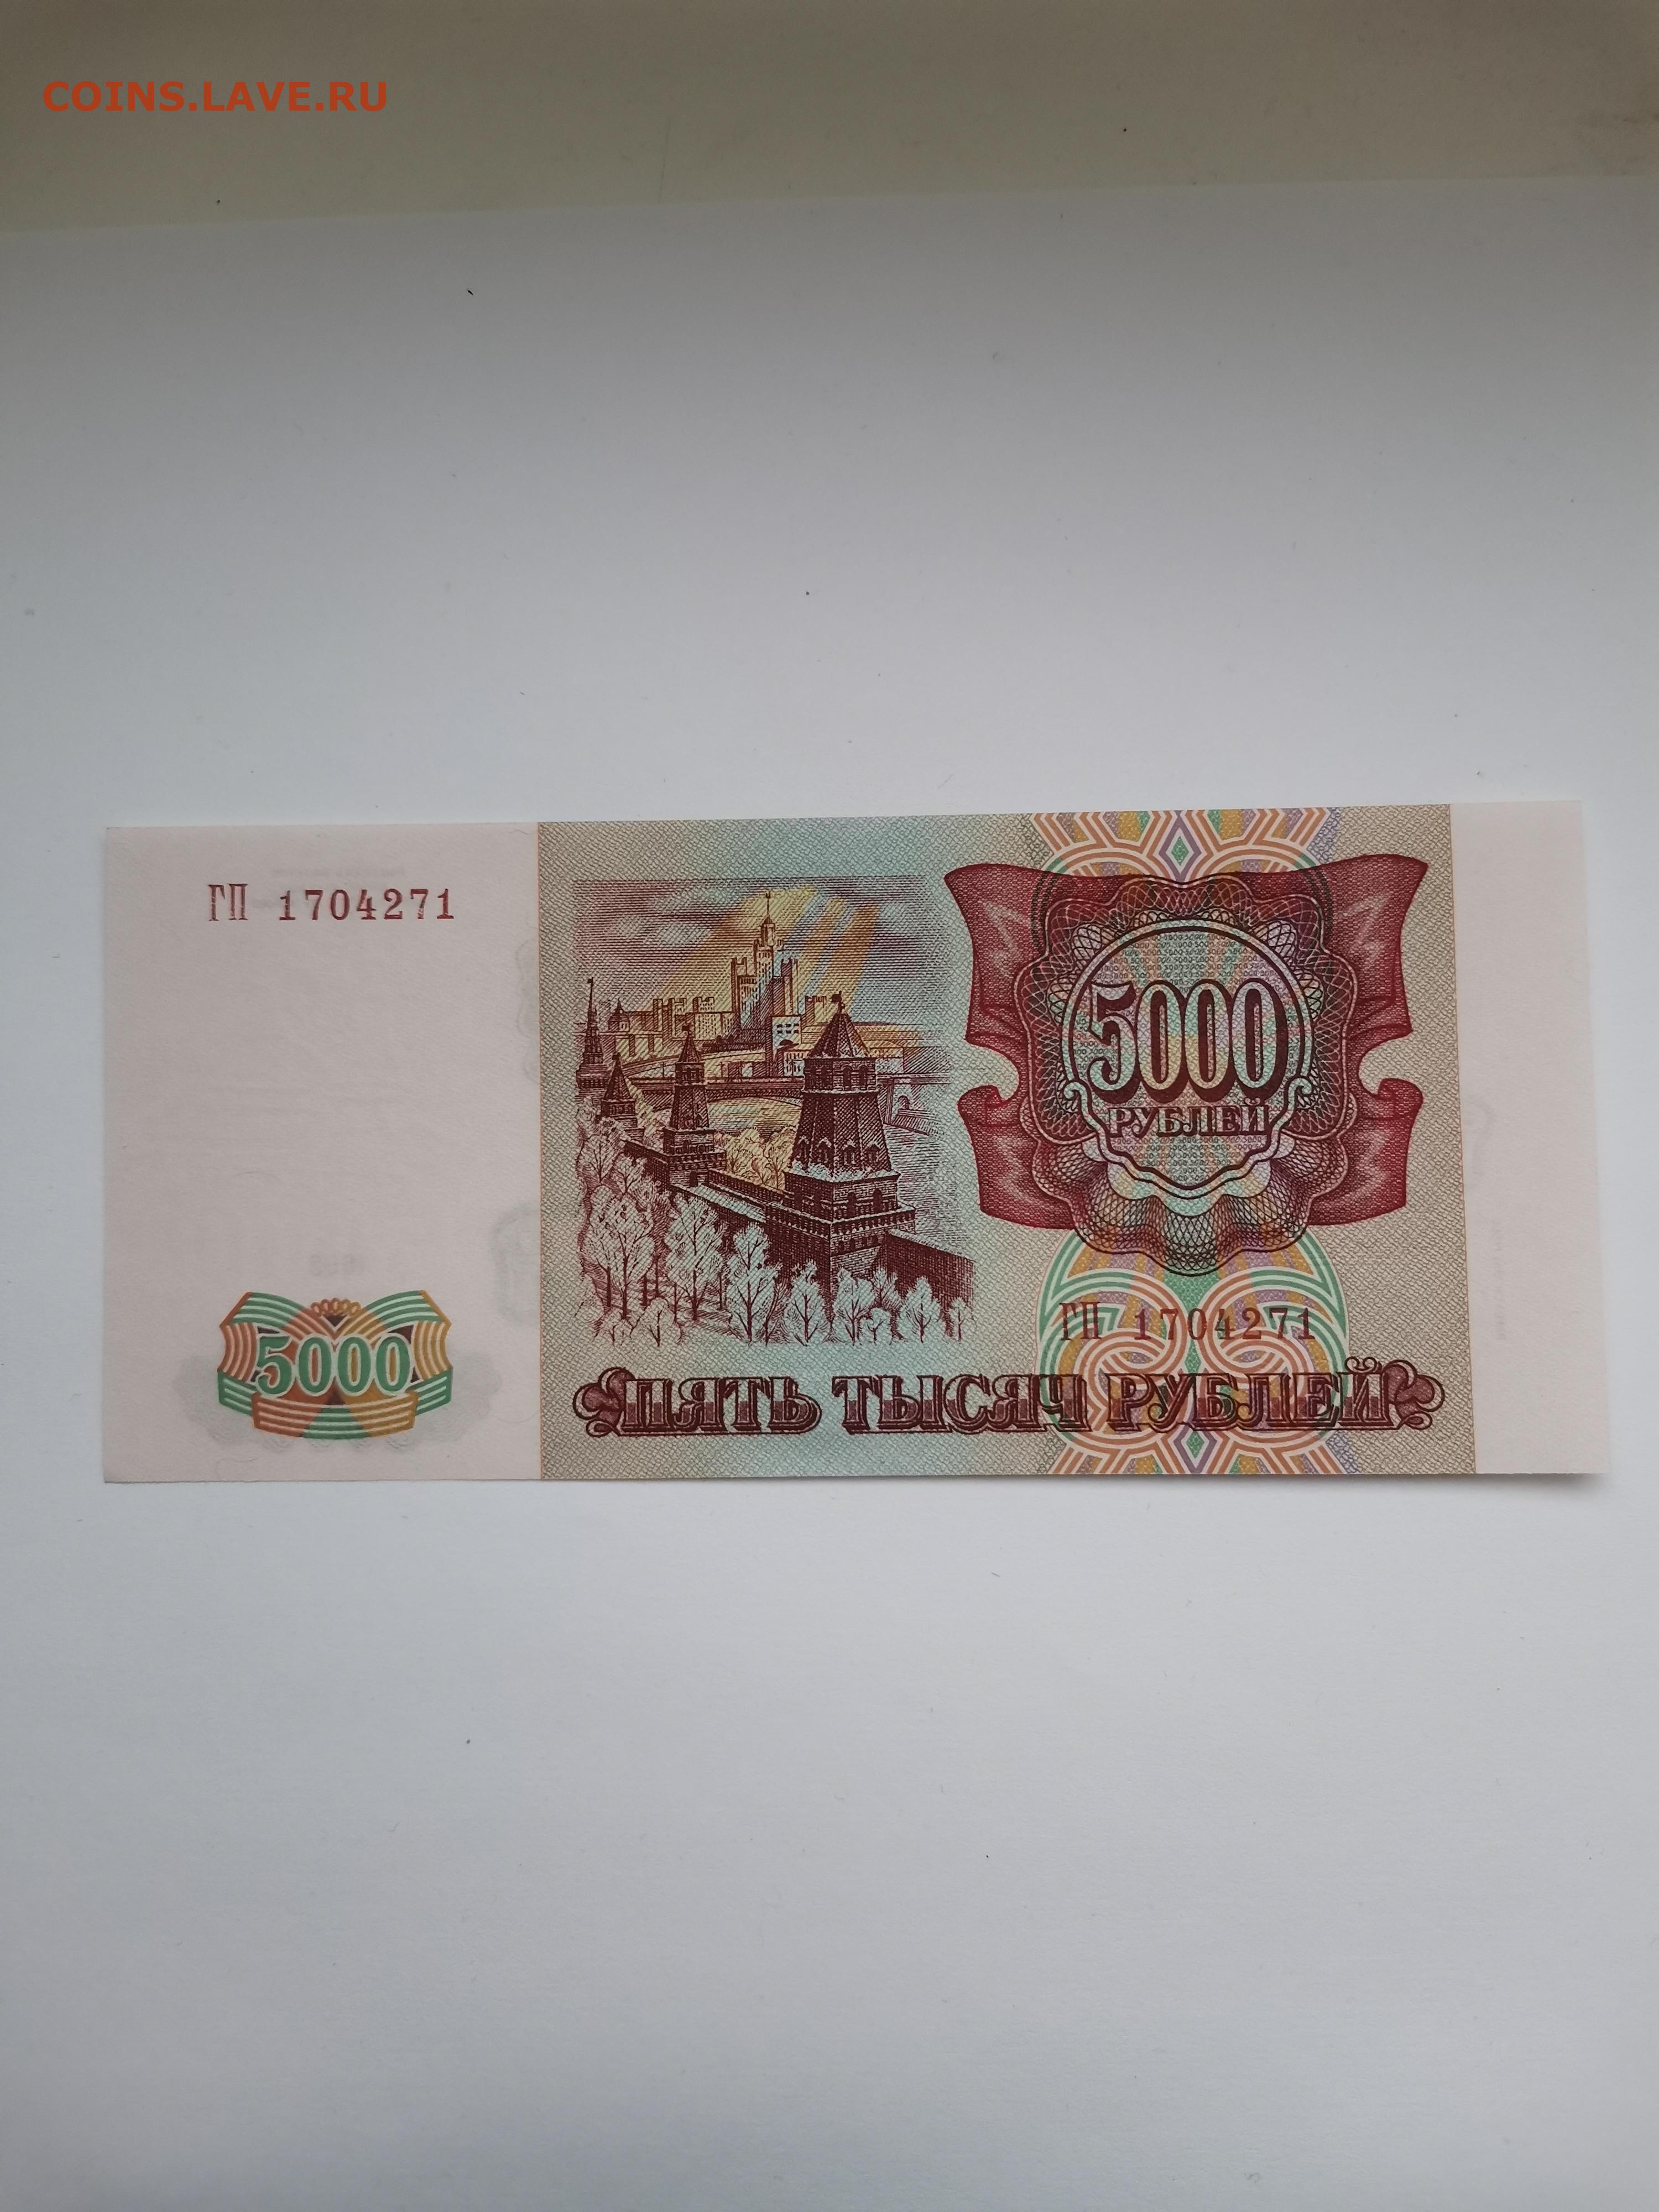 COINS.LAVE.RU
ГП 1704271
5000
РУБЛЕЙ
ГП 1704271
5000
ПЯТЬ ТЫСЯЧ РУБЛЕЙ